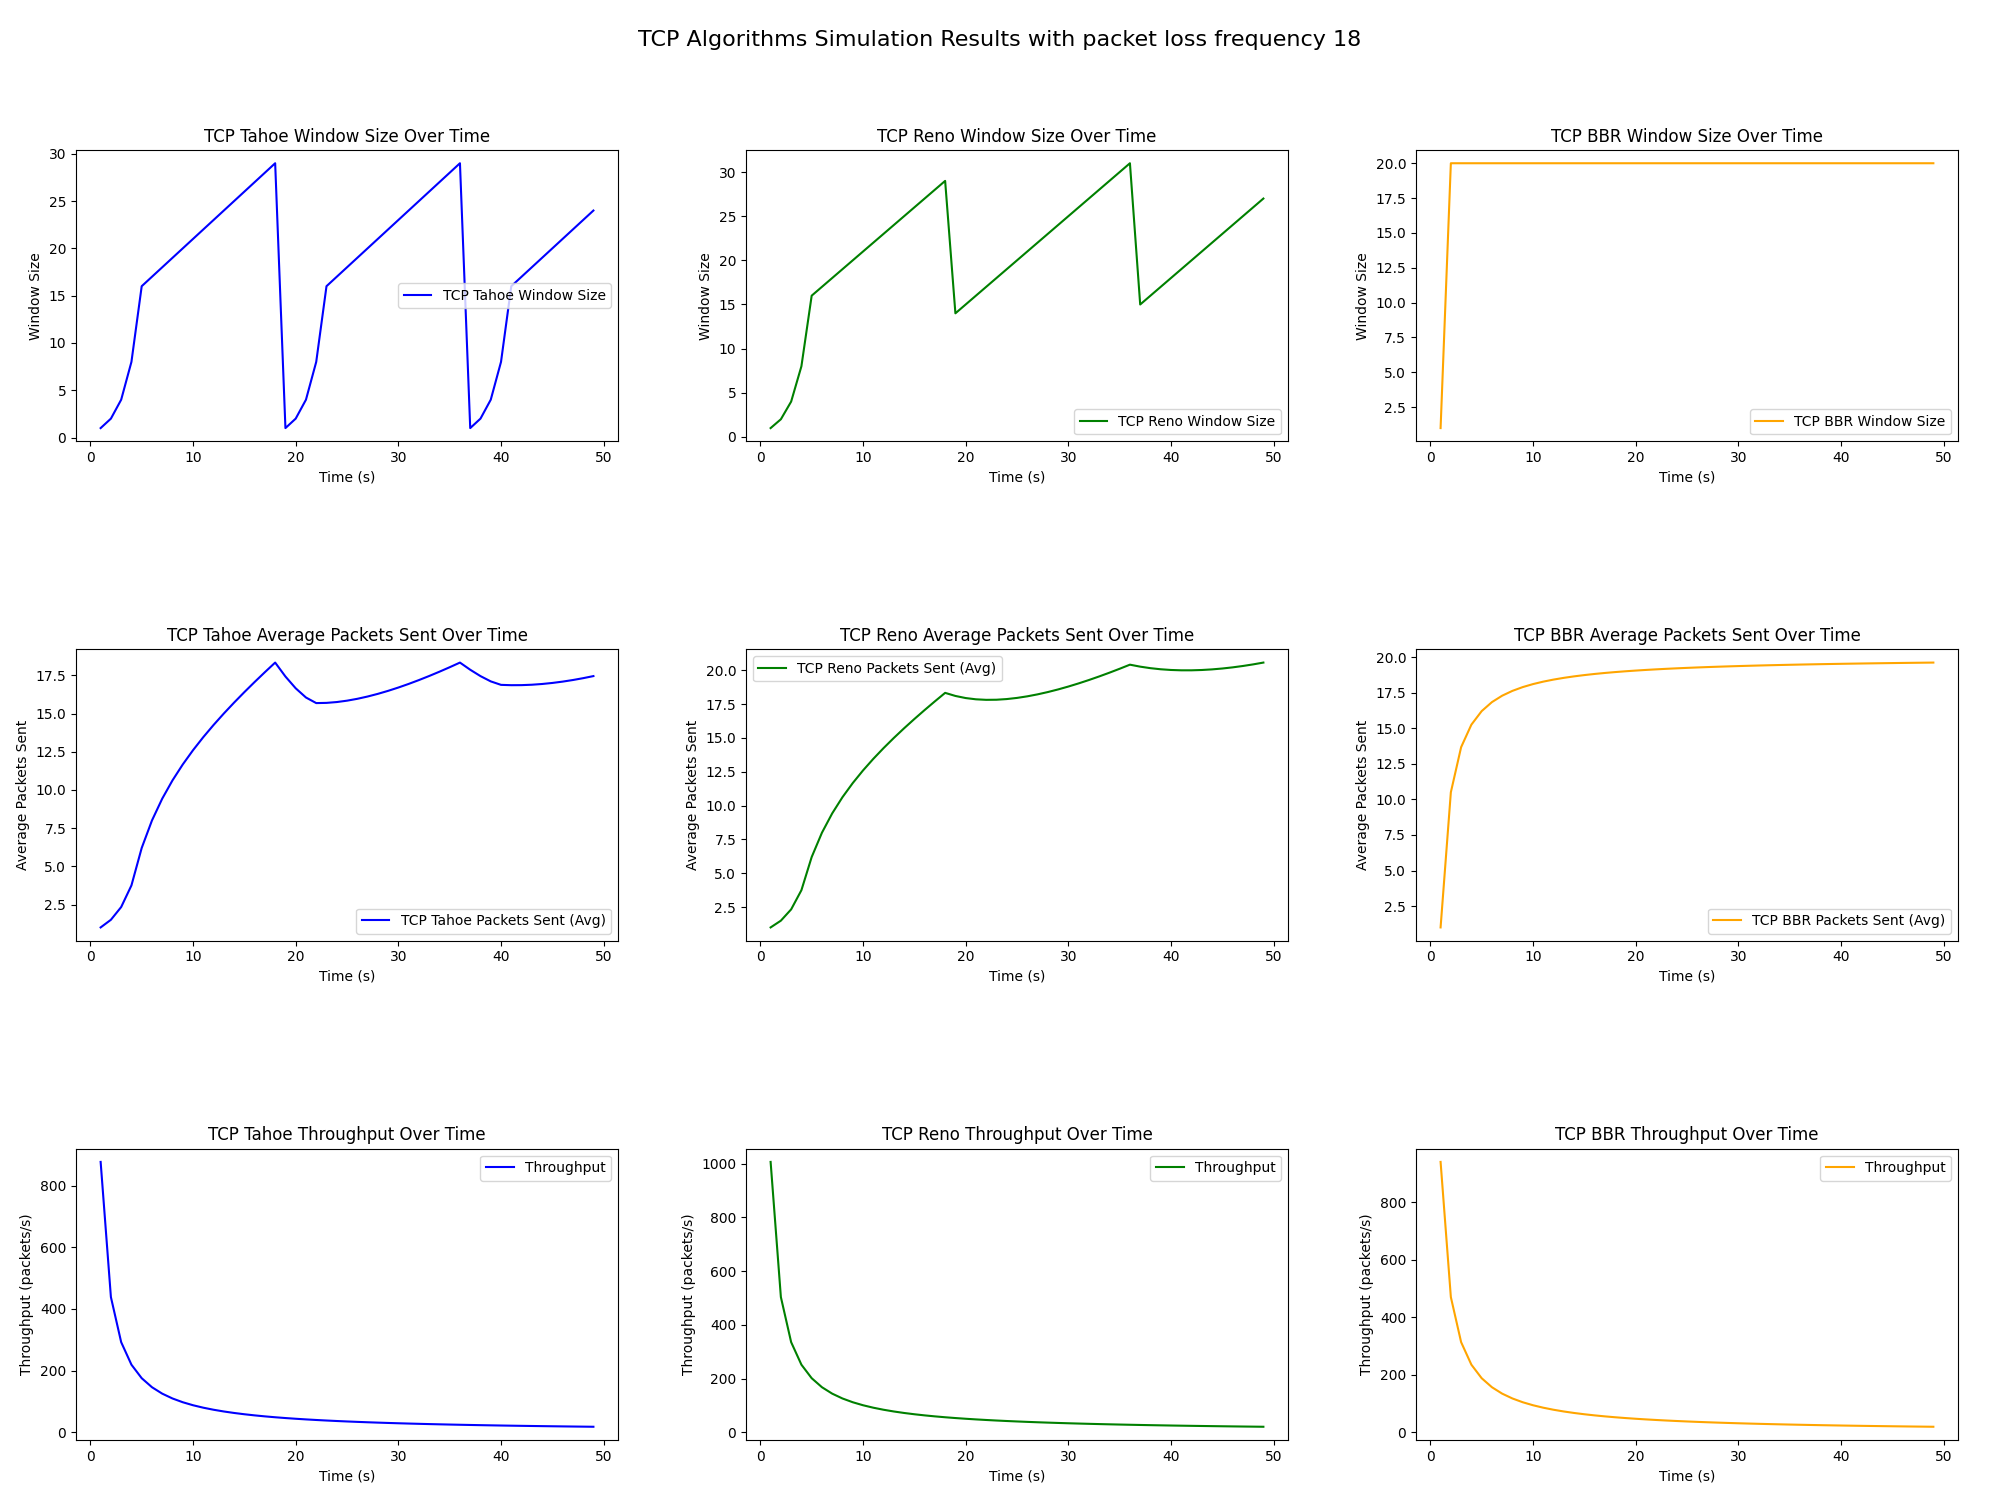 TCP Algorithms Simulation Results with packet loss frequency 18
TCP Tahoe Window Size Over Time
30
25
20
15
10
5
0
Window Size
TCP Tahoe Window Size
0 10 20 30 40 50
Time (s)
TCP Reno Window Size Over Time
30
25
20
15
10
5
0
Window Size
TCP Reno Window Size
0 10 20 30 40 50
Time (s)
TCP BBR Window Size Over Time
20.0
17.5
15.0
12.5
10.0
7.5
5.0
2.5
Window Size
TCP BBR Window Size
0 10 20 30 40 50
Time (s)
TCP Tahoe Average Packets Sent Over Time
17.5
15.0
12.5
10.0
7.5
5.0
2.5
Average Packets Sent
TCP Tahoe Packets Sent (Avg)
0 10 20 30 40 50
Time (s)
TCP Reno Average Packets Sent Over Time
20.0
17.5
15.0
12.5
10.0
7.5
5.0
2.5
Average Packets Sent
TCP Reno Packets Sent (Avg)
0 10 20 30 40 50
Time (s)
TCP BBR Average Packets Sent Over Time
20.0
17.5
15.0
12.5
10.0
7.5
5.0
2.5
Average Packets Sent
TCP BBR Packets Sent (Avg)
0 10 20 30 40 50
Time (s)
TCP Tahoe Throughput Over Time
800
600
400
200
0
Throughput (packets/s)
Throughput
0 10 20 30 40 50
Time (s)
TCP Reno Throughput Over Time
1000
800
600
400
200
0
Throughput (packets/s)
Throughput
0 10 20 30 40 50
Time (s)
TCP BBR Throughput Over Time
800
600
400
200
0
Throughput (packets/s)
Throughput
0 10 20 30 40 50
Time (s)